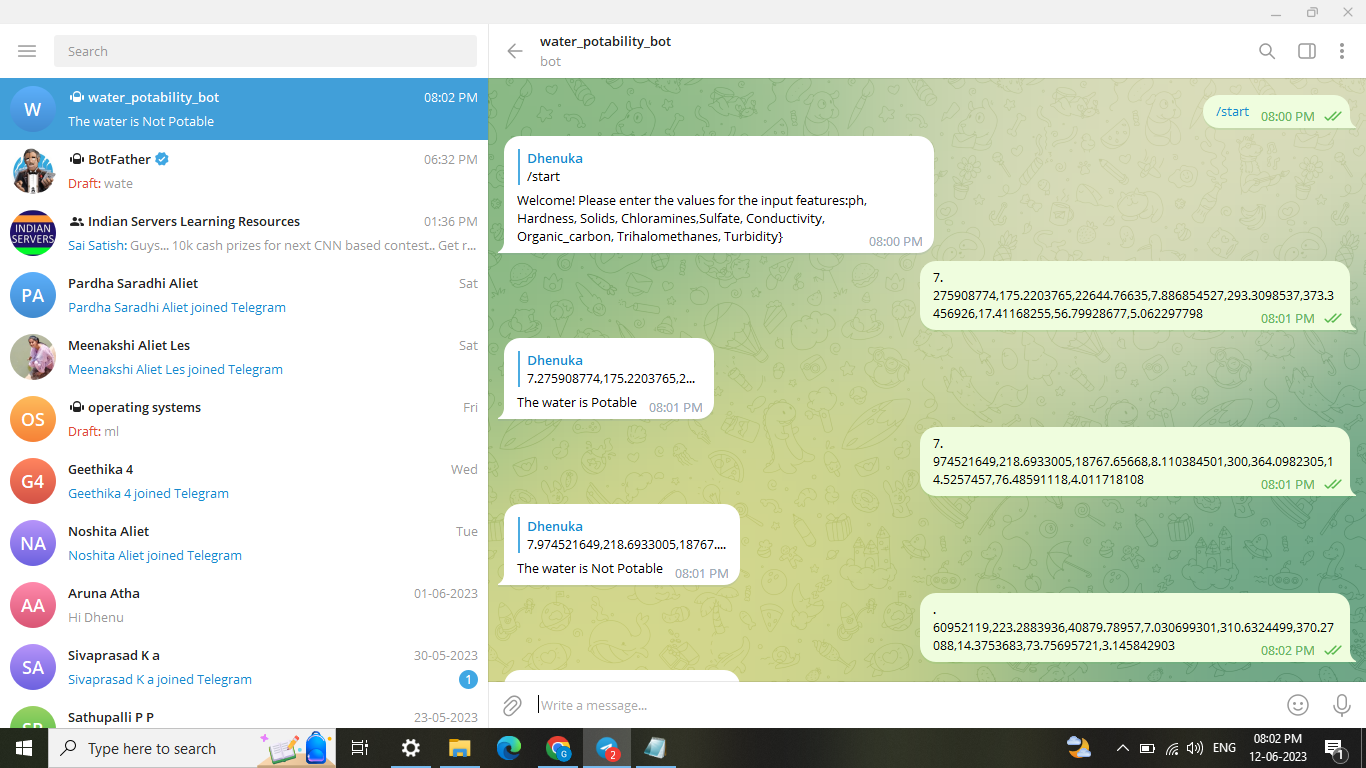 Search
W
water_potability_bot
08:02 PM
The water is Not Potable
BotFather
06:32 PM
Draft: wate
INDIAN
SERVERS
Indian Servers Learning Resources
01:36 PM
Sai Satish: Guys... 10k cash prizes for next CNN based contest.. Get r...
PA
Pardha Saradhi Aliet
Sat
Pardha Saradhi Aliet joined Telegram
Meenakshi Aliet Les
Sat
Meenakshi Aliet Les joined Telegram
OS
operating systems
Fri
Draft: ml
G4
Geethika 4
Wed
Geethika 4 joined Telegram
NA
Noshita Aliet
Tue
Noshita Aliet joined Telegram
AA
Aruna Atha
01-06-2023
Hi Dhenu
SA
Sivaprasad K a
30-05-2023
Sivaprasad K a joined Telegram
1
Sathupalli P P
23-05-2023
water_potability_bot
bot
/start
08:00 PM
Dhenuka
/start
Welcome! Please enter the values for the input features:ph,
Hardness, Solids, Chloramines,Sulfate, Conductivity,
Organic_carbon, Trihalomethanes, Turbidity}
08:00 PM
7.
275908774,175.2203765,22644.76635,7.886854527,293.3098537,373.3
456926,17.41168255,56.79928677,5.062297798
08:01 PM
Dhenuka
7.275908774,175.2203765,2...
The water is Potable
08:01 PM
7.
974521649,218.6933005,18767.65668,8.110384501,300,364.0982305,1
4.5257457,76.48591118,4.011718108
08:01 PM
Dhenuka
7.974521649,218.6933005,18767....
The water is Not Potable
08:01 PM
.
60952119,223.2883936,40879.78957,7.030699301,310.6324499,370.27
088,14.3753683,73.75695721,3.145842903
08:02 PM
Write a message...
Type here to search
G
2
ENG
08:02 PM
12-06-2023
1